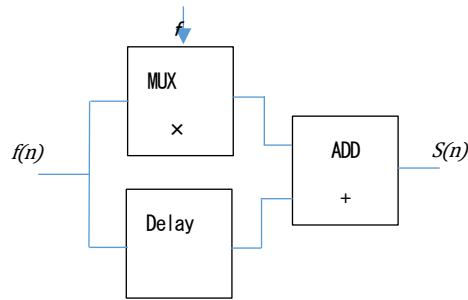 f
MUX
×
f(n)
ADD
+
S(n)
Delay